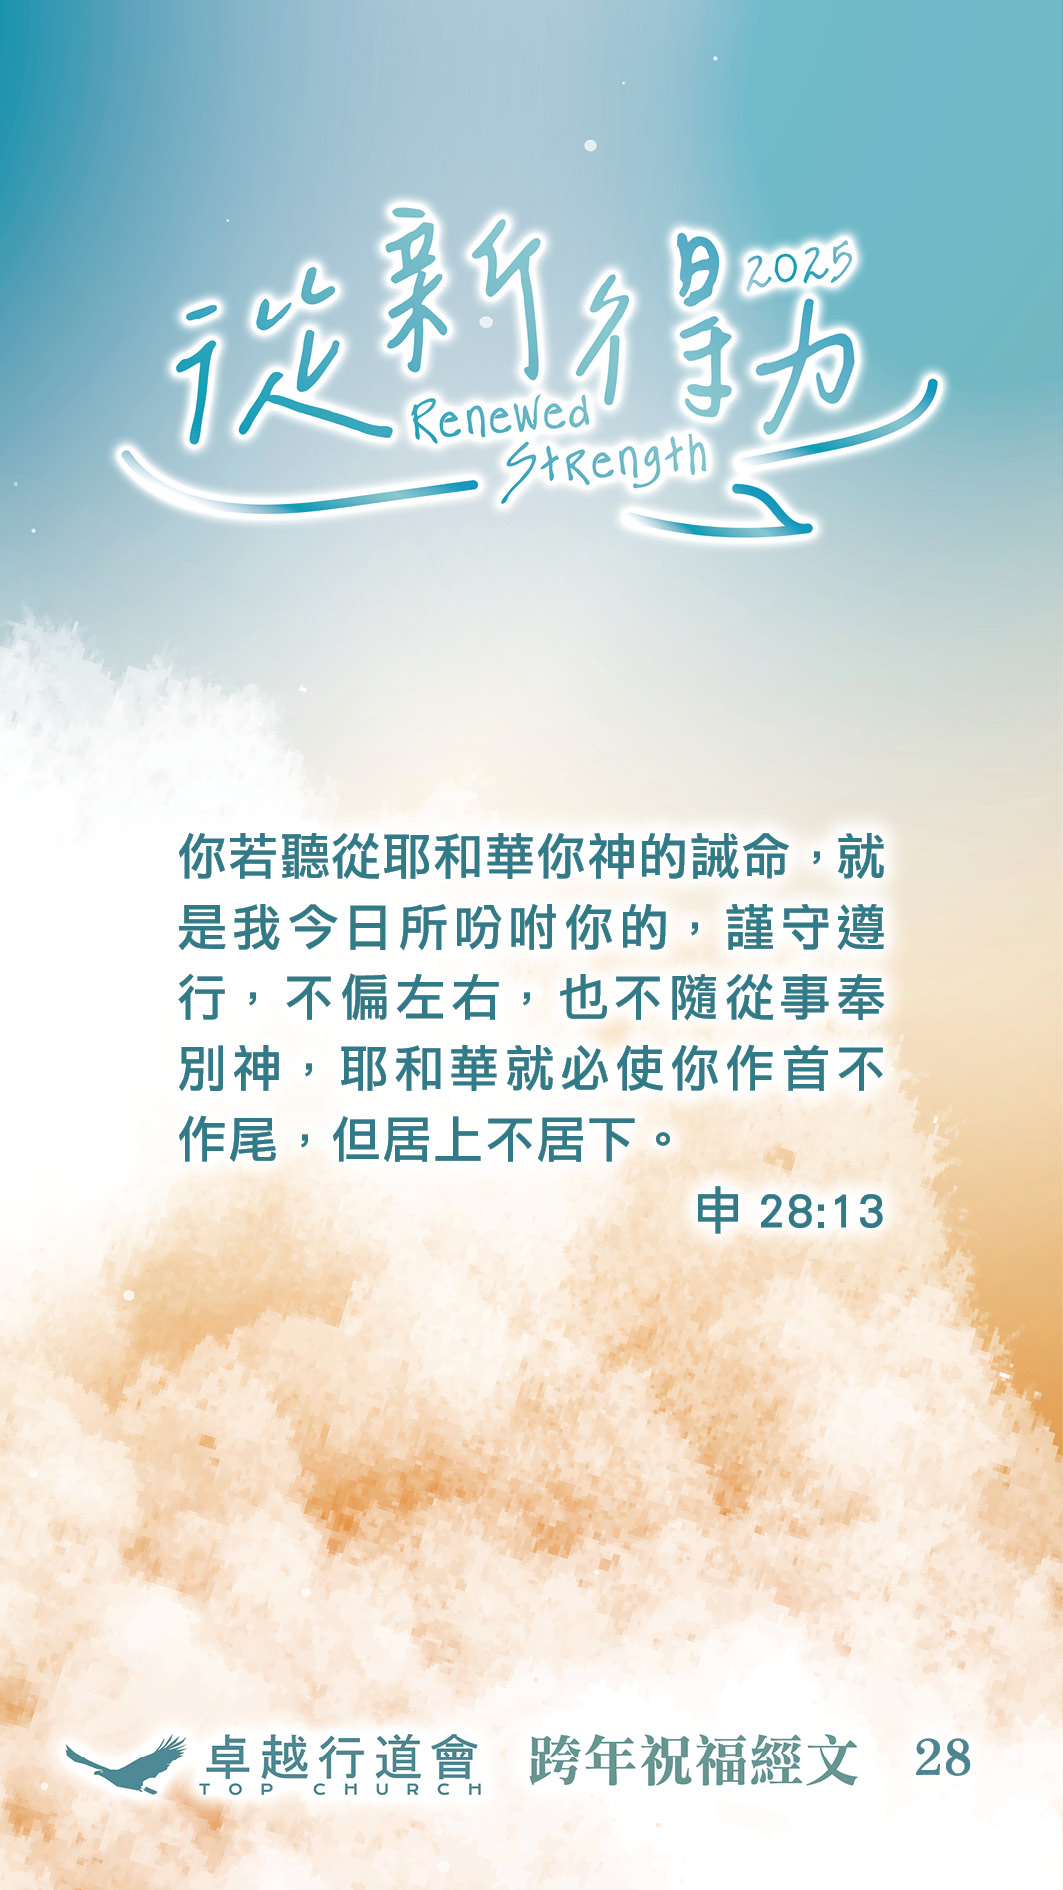 從新得力 2025
Renewed
Strength
你若聽從耶和華你神的誡命，就
是我今日所吩咐你的，謹守遵
行，不偏左右，也不隨從事奉
別神，耶和華就必使你作首不
作尾，但居上不居下。
申 28:13
卓越行道會 跨年祝福經文 28
TOP CHURCH